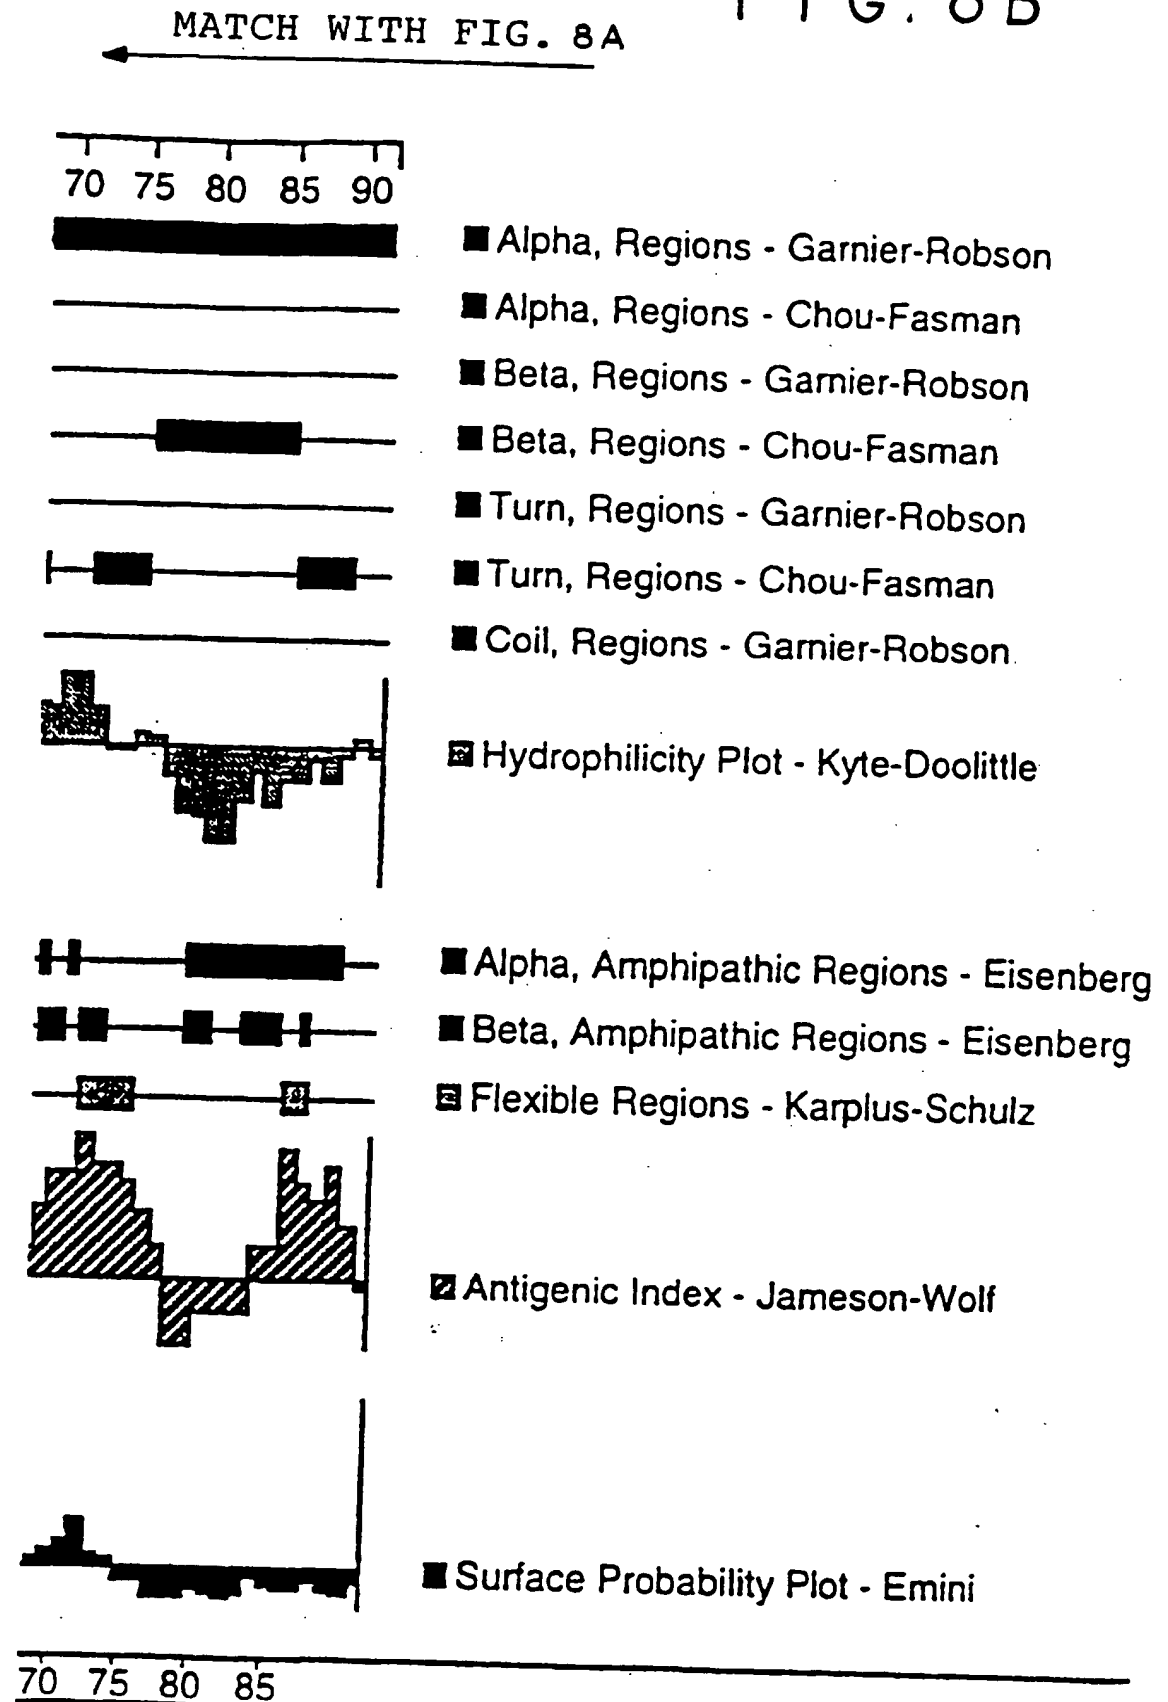 FIG. 8B
MATCH WITH FIG. 8A
70 75 80 85 90
Alpha, Regions - Garnier-Robson
Alpha, Regions - Chou-Fasman
Beta, Regions - Garnier-Robson
Beta, Regions - Chou-Fasman
Turn, Regions - Garnier-Robson
Turn, Regions - Chou-Fasman
Coil, Regions - Garnier-Robson
Hydrophilicity Plot - Kyte-Doolittle
Alpha, Amphipathic Regions - Eisenberg
Beta, Amphipathic Regions - Eisenberg
Flexible Regions - Karplus-Schulz
Antigenic Index - Jameson-Wolf
Surface Probability Plot - Emini
70 75 80 85